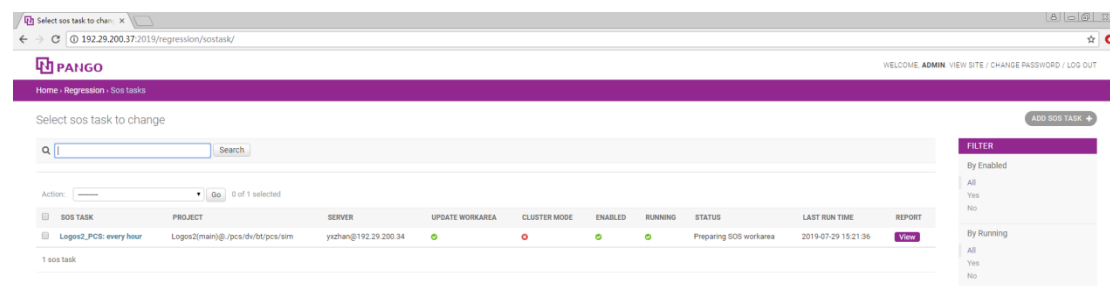 Select sos task to chan
192.29.200.37:2019/regression/sostask/
PANGO
WELCOME, ADMIN. VIEW SITE / CHANGE PASSWORD / LOG OUT
Home › Regression › Sos tasks
Select sos task to change
ADD SOS TASK +
Search
FILTER
By Enabled
All
Yes
No
Action: --------- Go 0 of 1 selected
SOS TASK PROJECT SERVER UPDATE WORKAREA CLUSTER MODE ENABLED RUNNING STATUS LAST RUN TIME REPORT
Logos2_PCS: every hour Logos2(main)@./pcs/dv/bt/pcs/sim yxzhan@192.29.200.34 Preparing SOS workarea 2019-07-29 15:21:36 View
1 sos task
By Running
All
Yes
No